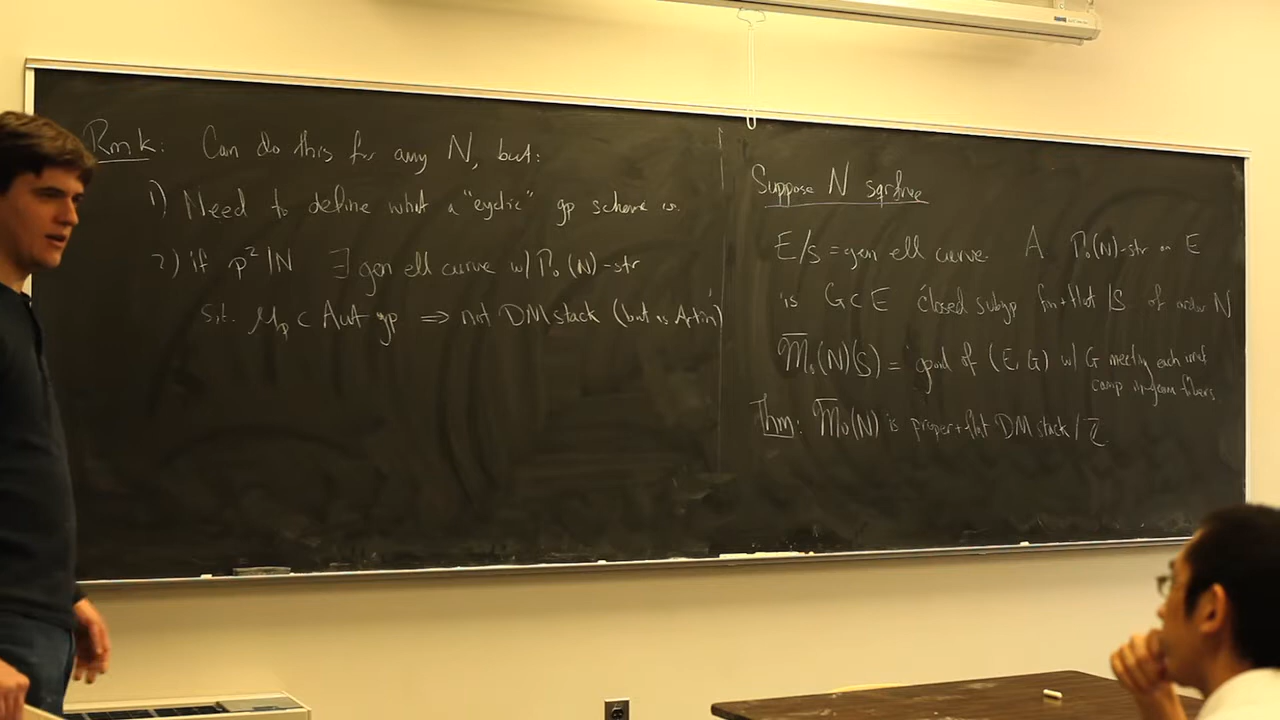 Rmk: Can do this for any N, but:
1) Need to define what a "cyclic" gp scheme is.
2) if p²|N ∃ gen ell curve w/ Γ₀(N)-str
s.t. μ_p ⊂ Aut gp ⟹ not DM stack (but is Artin)
Suppose N sqrfree
E/S = gen ell curve. A Γ₀(N)-str on E
is G⊂E closed subgp fin+flat /S of order N
M̅₀(N)(S) = gpoid of (E,G) w/ G meeting each irred
comp in geom fibers
Thm: M̅₀(N) is proper+flat DM stack/ℤ.